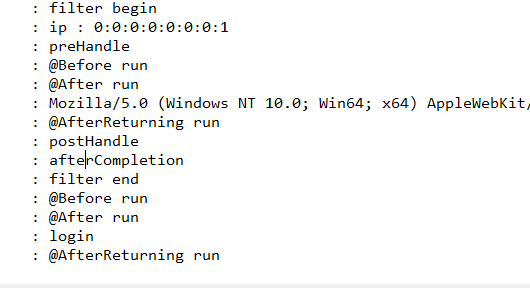 : filter begin
: ip : 0:0:0:0:0:0:0:1
: preHandle
: @Before run
: @After run
: Mozilla/5.0 (Windows NT 10.0; Win64; x64) AppleWebKit/
: @AfterReturning run
: postHandle
: afterCompletion
: filter end
: @Before run
: @After run
: login
: @AfterReturning run